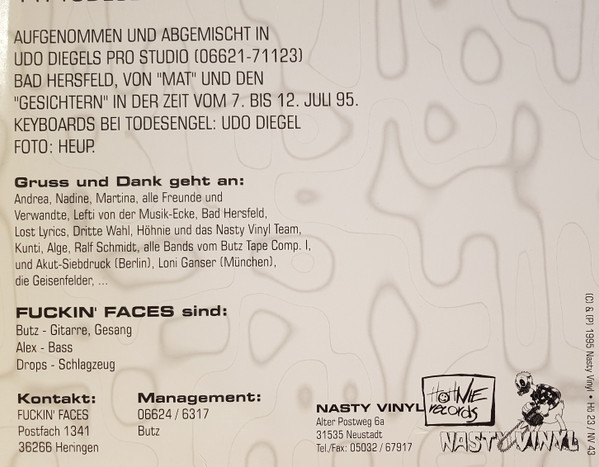 AUFGENOMMEN UND ABGEMISCHT IN
UDO DIEGELS PRO STUDIO (06621-71123)
BAD HERSFELD, VON "MAT" UND DEN
"GESICHTERN" IN DER ZEIT VOM 7. BIS 12. JULI 95.
KEYBOARDS BEI TODESENGEL: UDO DIEGEL
FOTO: HEUP.
Gruss und Dank geht an:
Andrea, Nadine, Martina, alle Freunde und
Verwandte, Lefti von der Musik-Ecke, Bad Hersfeld,
Lost Lyrics, Dritte Wahl, Höhnie und das Nasty Vinyl Team,
Kunti, Alge, Ralf Schmidt, alle Bands vom Butz Tape Comp. I,
und Akut-Siebdruck (Berlin), Loni Ganser (München),
die Geisenfelder, ...
FUCKIN' FACES sind:
Butz - Gitarre, Gesang
Alex - Bass
Drops - Schlagzeug
Kontakt:
FUCKIN' FACES
Postfach 1341
36266 Heringen
Management:
06624 / 6317
Butz
NASTY VINYL
Alter Postweg 6a
31535 Neustadt
Tel./Fax: 05032 / 67917
HöHNIE
records
NASTY VINYL
(C) & (P) 1995 Nasty Vinyl • Hö 23 / NV 43